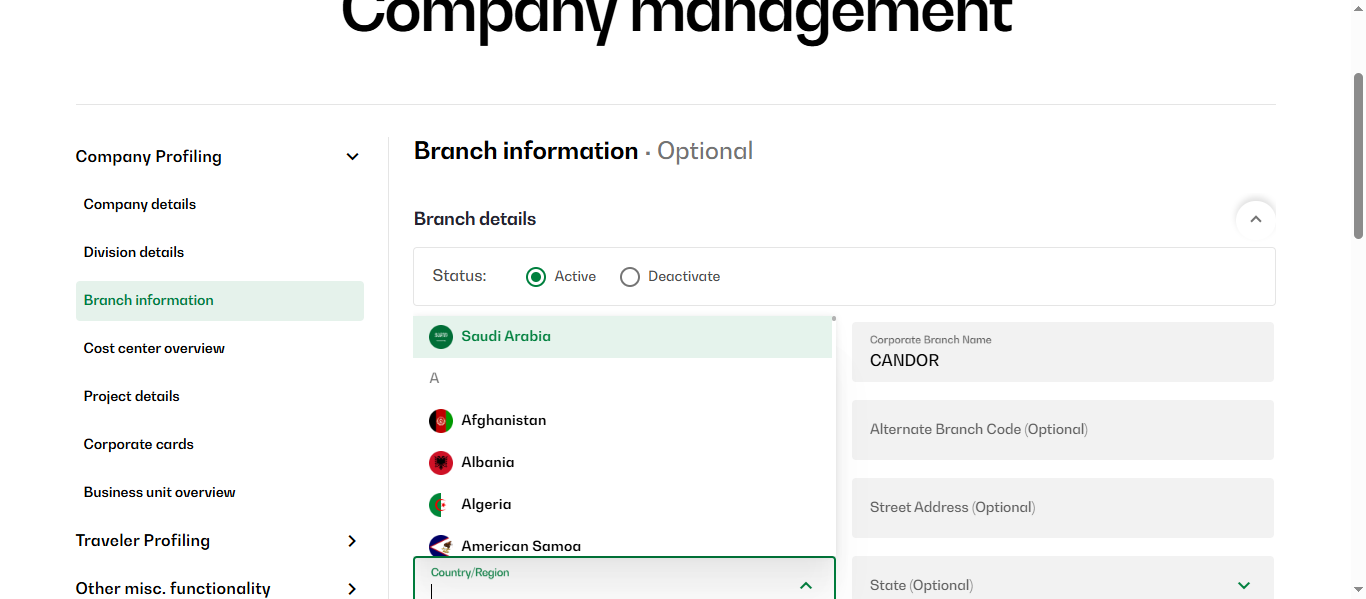 Company management
Company Profiling
Company details
Division details
Branch information
Cost center overview
Project details
Corporate cards
Business unit overview
Traveler Profiling
Other misc. functionality
Branch information · Optional
Branch details
Status: Active Deactivate
Saudi Arabia
A
Afghanistan
Albania
Algeria
American Samoa
Country/Region
Corporate Branch Name
CANDOR
Alternate Branch Code (Optional)
Street Address (Optional)
State (Optional)